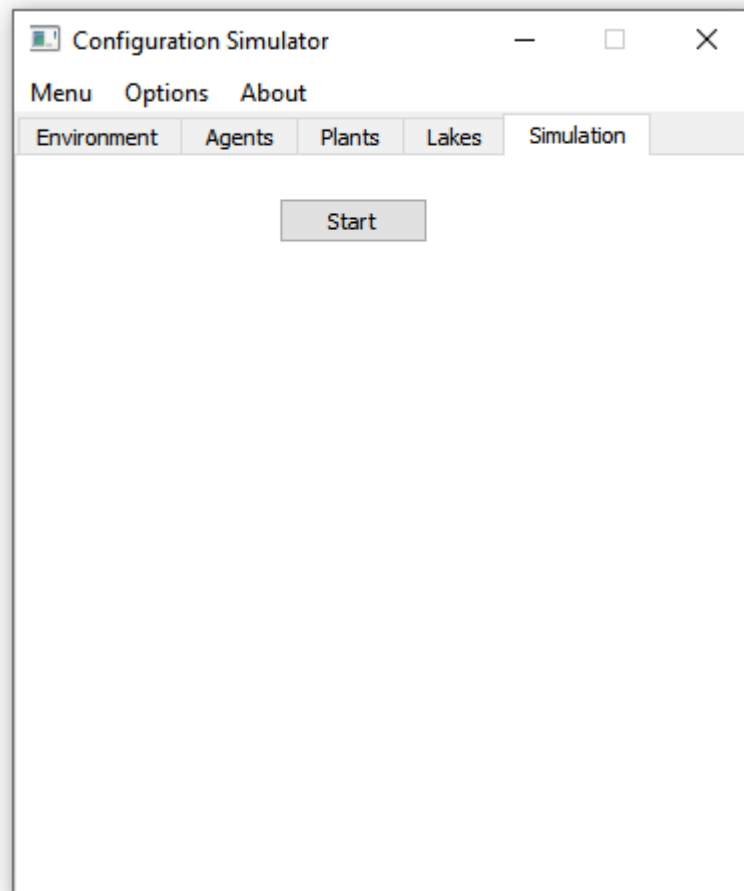 Configuration Simulator
Menu Options About
Environment Agents Plants Lakes Simulation
Start